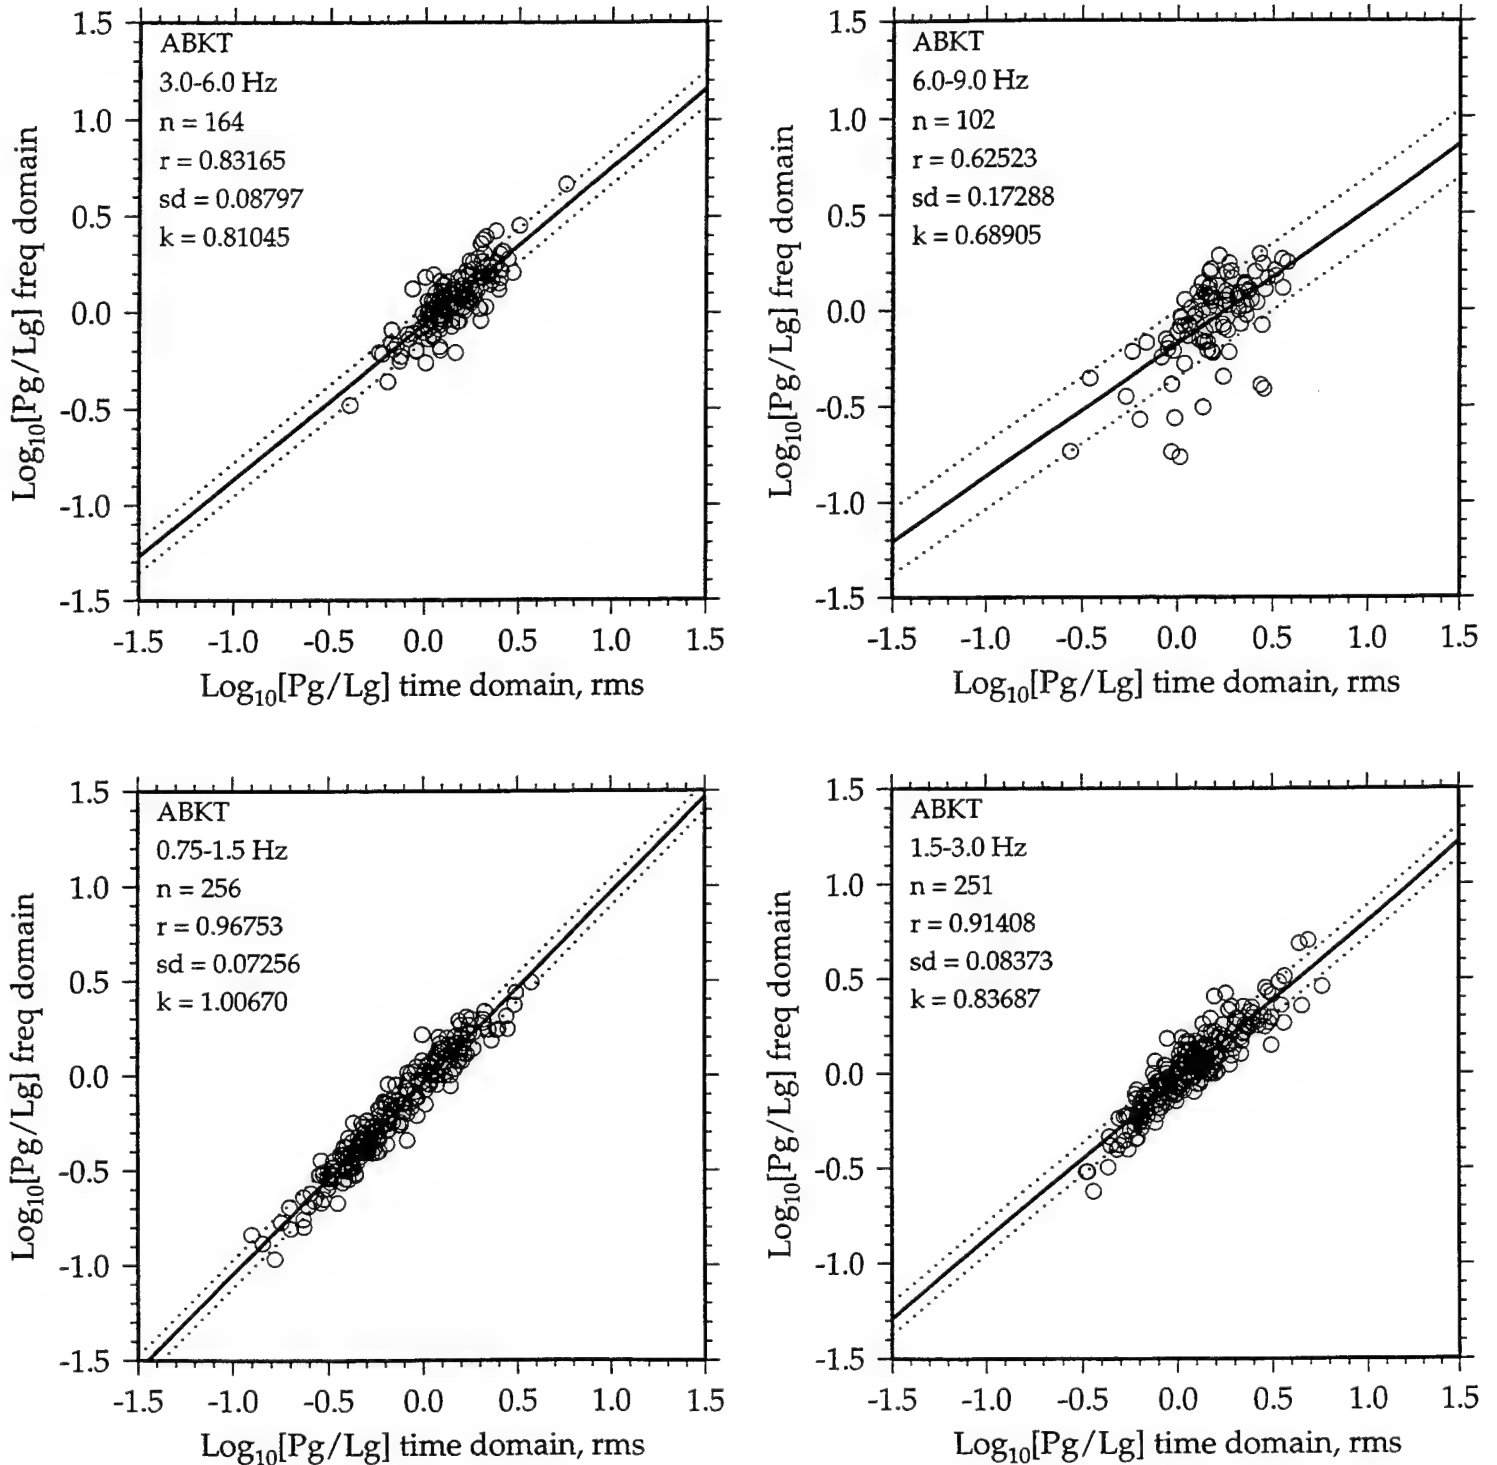 ABKT
3.0-6.0 Hz
n = 164
r = 0.83165
sd = 0.08797
k = 0.81045
1.5
1.0
0.5
0.0
-0.5
-1.0
-1.5
-1.5 -1.0 -0.5 0.0 0.5 1.0 1.5
Log10[Pg/Lg] freq domain
Log10[Pg/Lg] time domain, rms
ABKT
6.0-9.0 Hz
n = 102
r = 0.62523
sd = 0.17288
k = 0.68905
1.5
1.0
0.5
0.0
-0.5
-1.0
-1.5
-1.5 -1.0 -0.5 0.0 0.5 1.0 1.5
Log10[Pg/Lg] freq domain
Log10[Pg/Lg] time domain, rms
ABKT
0.75-1.5 Hz
n = 256
r = 0.96753
sd = 0.07256
k = 1.00670
1.5
1.0
0.5
0.0
-0.5
-1.0
-1.5
-1.5 -1.0 -0.5 0.0 0.5 1.0 1.5
Log10[Pg/Lg] freq domain
Log10[Pg/Lg] time domain, rms
ABKT
1.5-3.0 Hz
n = 251
r = 0.91408
sd = 0.08373
k = 0.83687
1.5
1.0
0.5
0.0
-0.5
-1.0
-1.5
-1.5 -1.0 -0.5 0.0 0.5 1.0 1.5
Log10[Pg/Lg] freq domain
Log10[Pg/Lg] time domain, rms